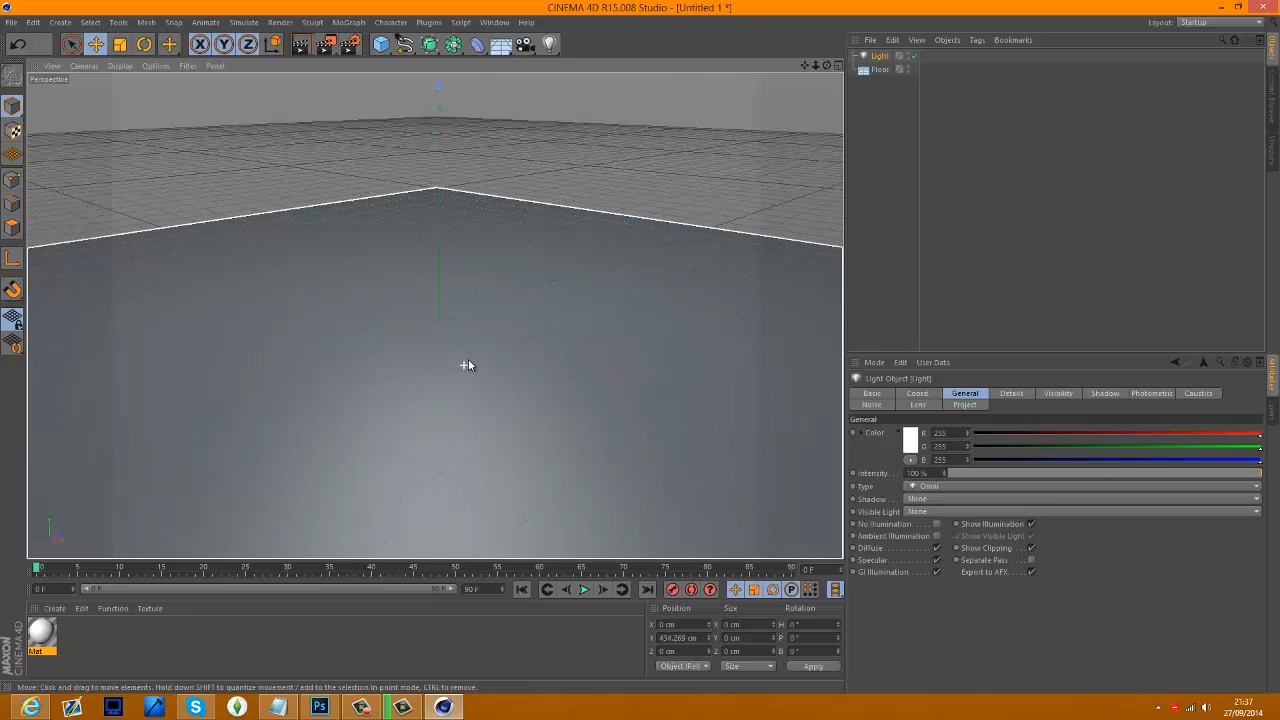 CINEMA 4D R15.008 Studio - [Untitled 1 *]
File Edit Create Select Tools Mesh Snap Animate Simulate Render Sculpt MoGraph Character Plugins Script Window Help
Layout: Startup
View Cameras Display Options Filter Panel
Perspective
File Edit View Objects Tags Bookmarks
Light
Floor
Objects
Content Browser
Structure
Mode Edit User Data
Light Object [Light]
Basic Coord. General Details Visibility Shadow Photometric Caustics
Noise Lens Project
General
Color R 255
G 255
B 255
Intensity 100 %
Type Omni
Shadow None
Visible Light None
No Illumination Show Illumination
Ambient Illumination Show Visible Light
Diffuse Show Clipping
Specular Separate Pass
GI Illumination Export to AFX
Attributes
Layers
0 5 10 15 20 25 30 35 40 45 50 55 60 65 70 75 80 85 90 0 F
0 F 0 F 90 F 90 F
Create Edit Function Texture
Mat
Position Size Rotation
X 0 cm X 0 cm H 0 °
Y 434.269 cm Y 0 cm P 0 °
Z 0 cm Z 0 cm B 0 °
Object (Rel) Size Apply
MAXON
CINEMA 4D
Move: Click and drag to move elements. Hold down SHIFT to quantize movement / add to the selection in point mode, CTRL to remove.
21:37
27/09/2014